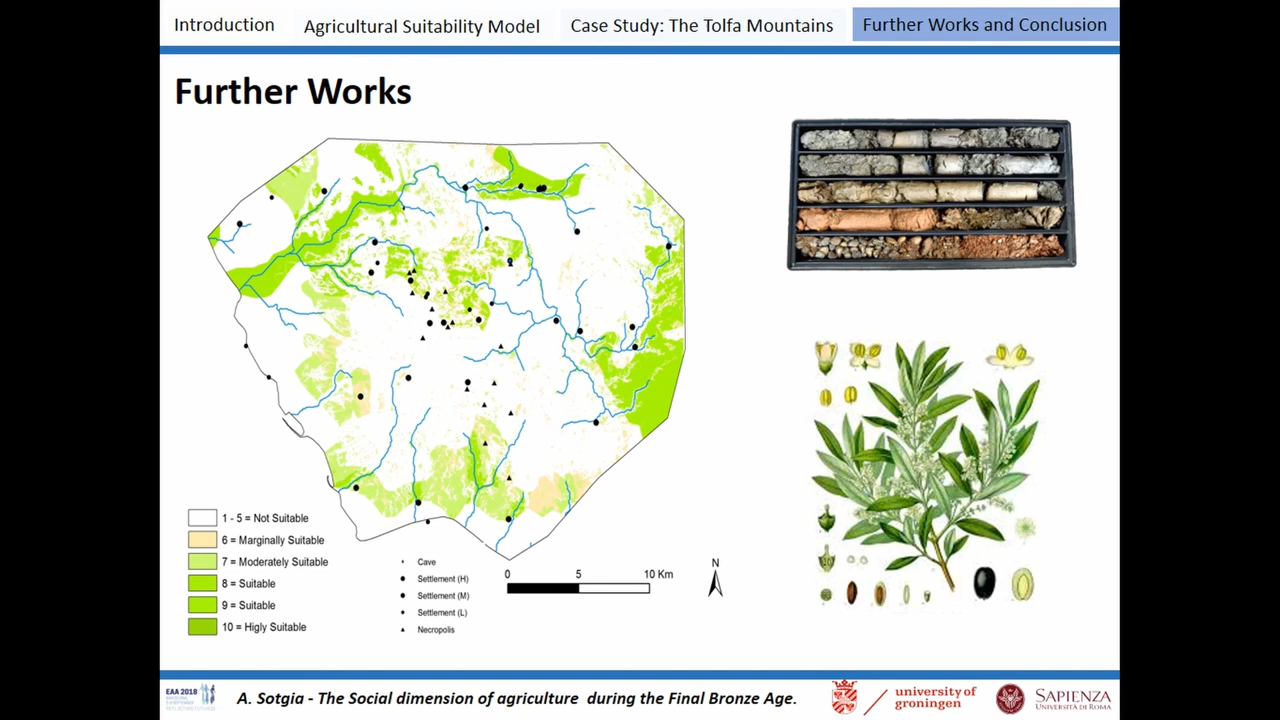 Introduction
Agricultural Suitability Model
Case Study: The Tolfa Mountains
Further Works and Conclusion
Further Works
1 - 5 = Not Suitable
6 = Marginally Suitable
7 = Moderately Suitable
8 = Suitable
9 = Suitable
10 = Higly Suitable
Cave
Settlement (H)
Settlement (M)
Settlement (L)
Necropolis
0 5 10 Km
N
EAA 2018
A. Sotgia - The Social dimension of agriculture during the Final Bronze Age.
university of
groningen
SAPIENZA
UNIVERSITÀ DI ROMA